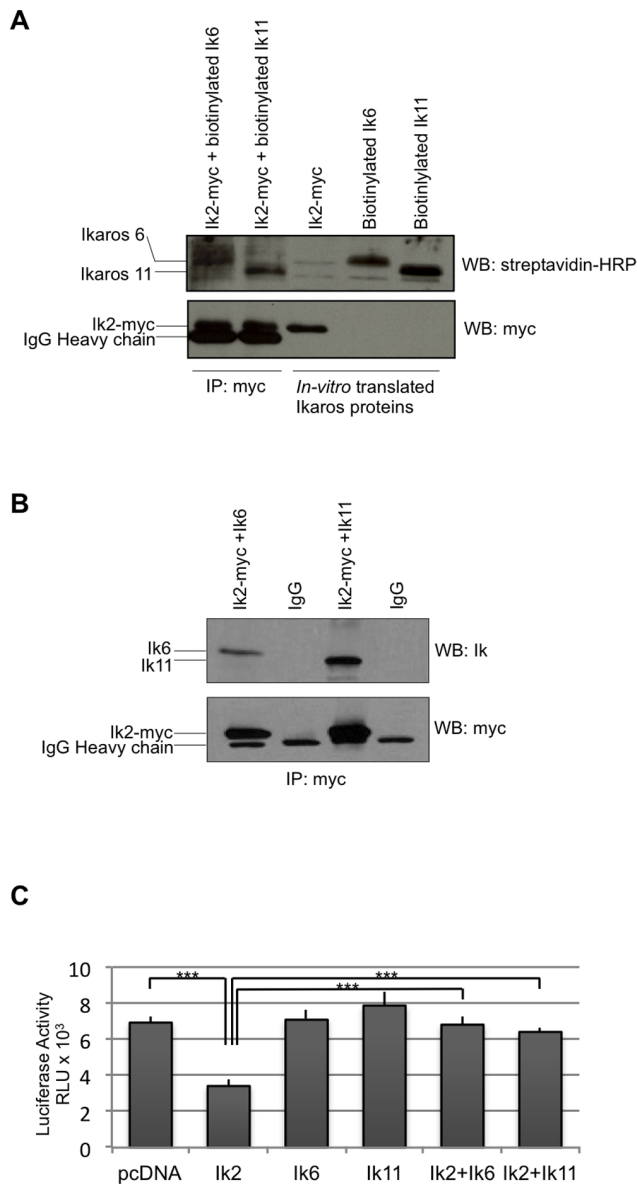 A
Ik2-myc + biotinylated Ik6
Ik2-myc + biotinylated Ik11
Ik2-myc
Biotinylated Ik6
Biotinlylated Ik11
Ikaros 6
Ikaros 11
WB: streptavidin-HRP
Ik2-myc
IgG Heavy chain
WB: myc
IP: myc
In-vitro translated
Ikaros proteins
B
Ik2-myc +Ik6
IgG
Ik2-myc +Ik11
IgG
Ik6
Ik11
WB: Ik
Ik2-myc
IgG Heavy chain
WB: myc
IP: myc
C
Luciferase Activity
RLU x 10³
10
8
6
4
2
0
***
***
***
pcDNA
Ik2
Ik6
Ik11
Ik2+Ik6
Ik2+Ik11